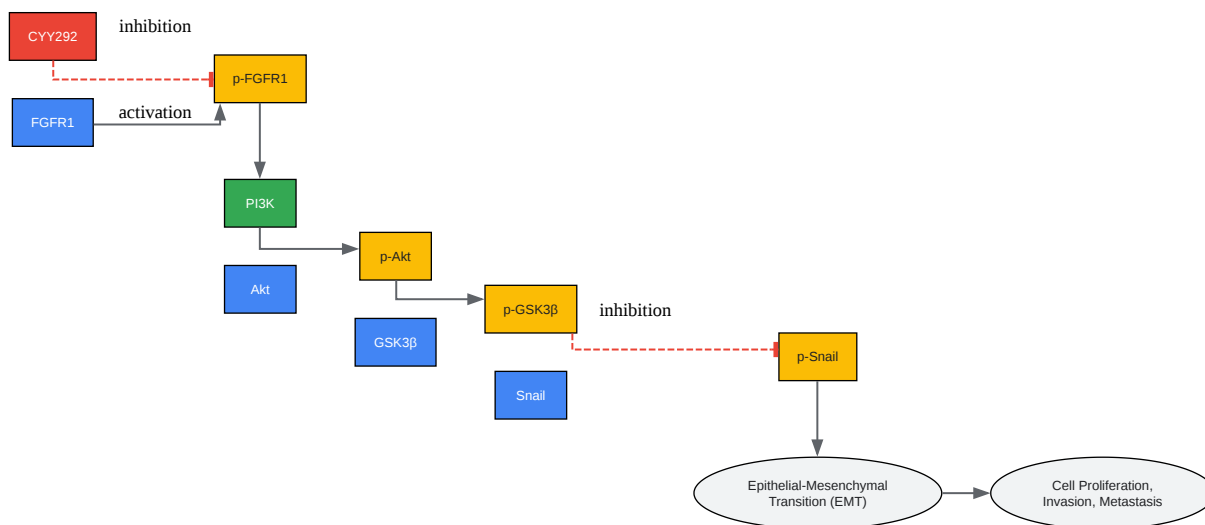 CYY292
inhibition
p-FGFR1
FGFR1
activation
PI3K
p-Akt
Akt
p-GSK3β
inhibition
GSK3β
p-Snail
Snail
Epithelial-Mesenchymal
Transition (EMT)
Cell Proliferation,
Invasion, Metastasis